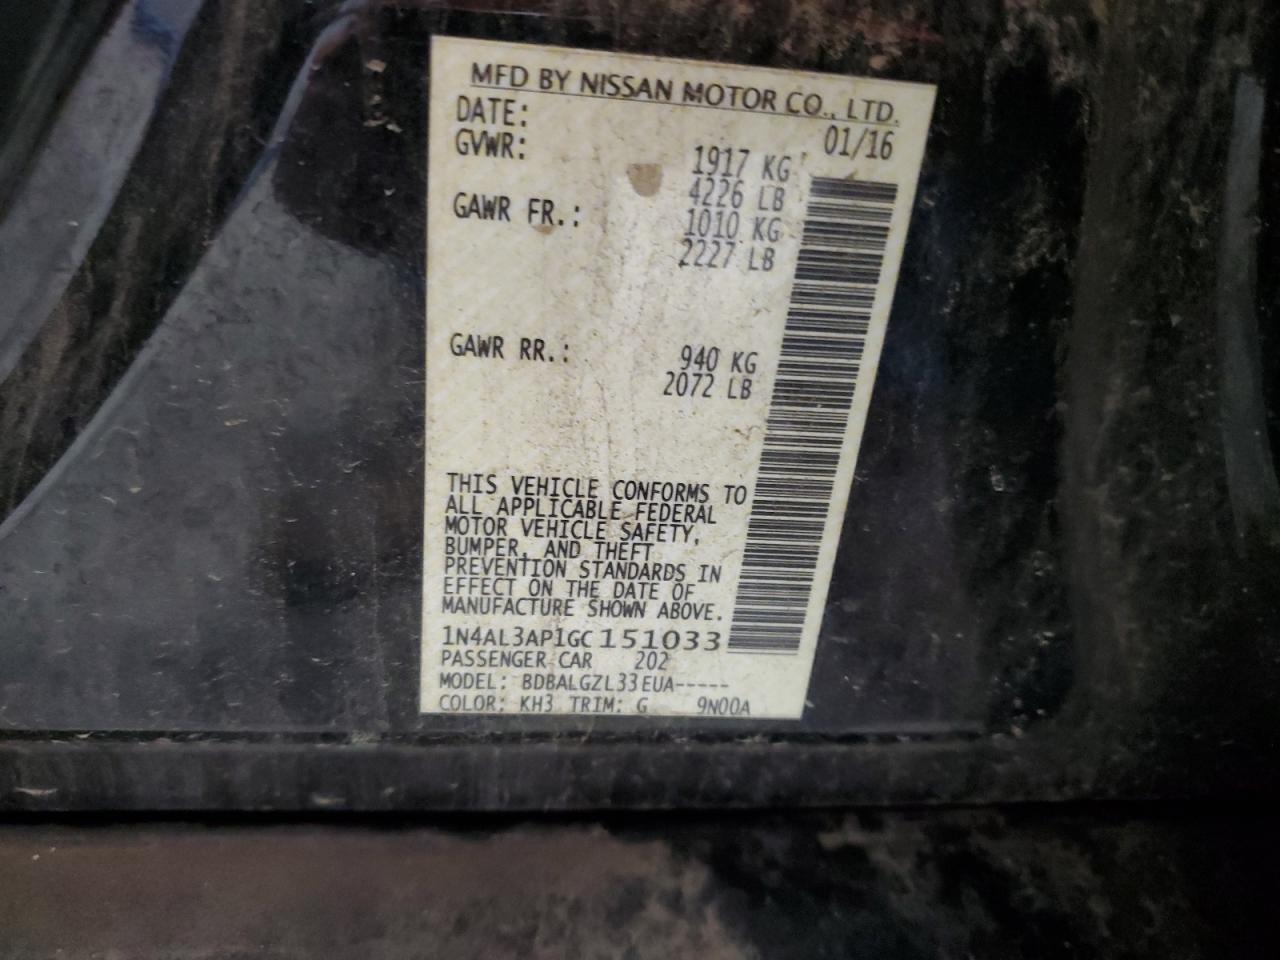 MFD BY NISSAN MOTOR CO., LTD.
DATE: 01/16
GVWR: 1917 KG
4226 LB
GAWR FR.: 1010 KG
2227 LB
GAWR RR.: 940 KG
2072 LB
THIS VEHICLE CONFORMS TO
ALL APPLICABLE FEDERAL
MOTOR VEHICLE SAFETY,
BUMPER, AND THEFT
PREVENTION STANDARDS IN
EFFECT ON THE DATE OF
MANUFACTURE SHOWN ABOVE.
1N4AL3AP1GC151033
PASSENGER CAR 202
MODEL: BDBALGZL33EUA-----
COLOR: KH3 TRIM: G 9N00A